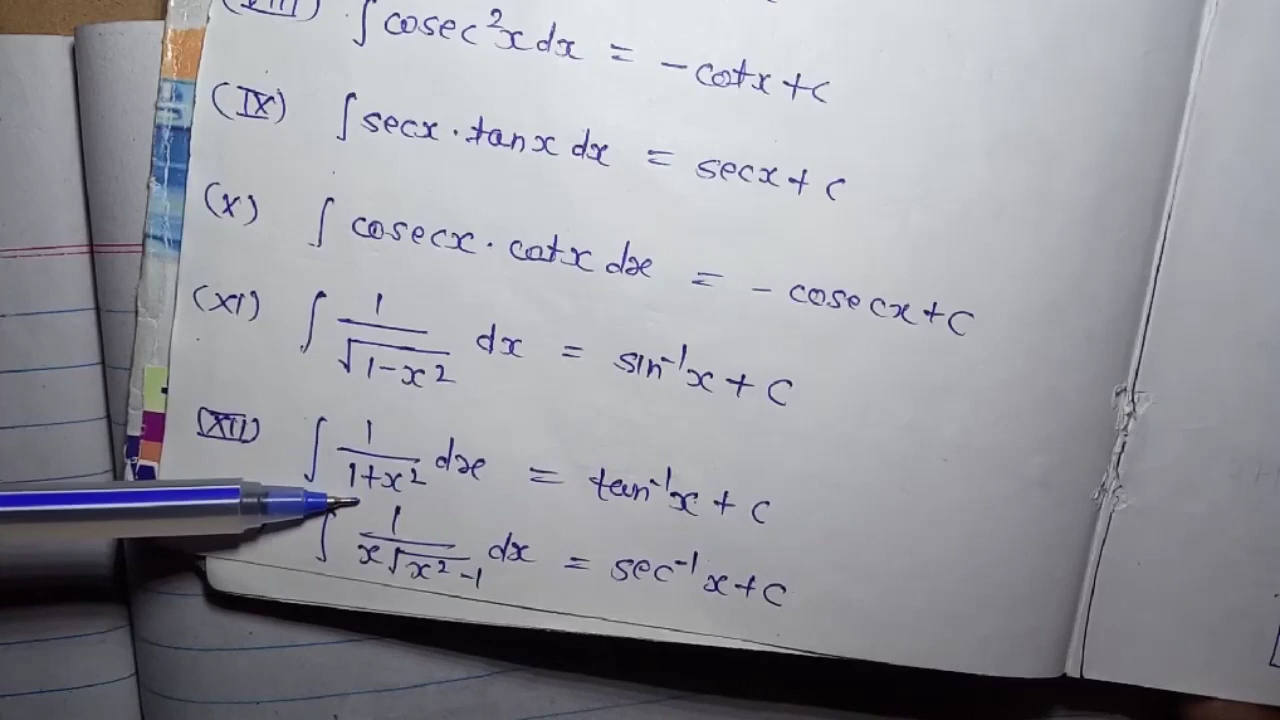 (VIII) ∫ cosec²x dx = - cotx + C
(IX) ∫ secx . tanx dx = secx + C
(X) ∫ cosecx . cotx dx = - cosecx + C
(XI) ∫ 1/√(1-x²) dx = sin⁻¹x + C
(XII) ∫ 1/(1+x²) dx = tan⁻¹x + C
∫ 1/(x√(x²-1)) dx = sec⁻¹x + C